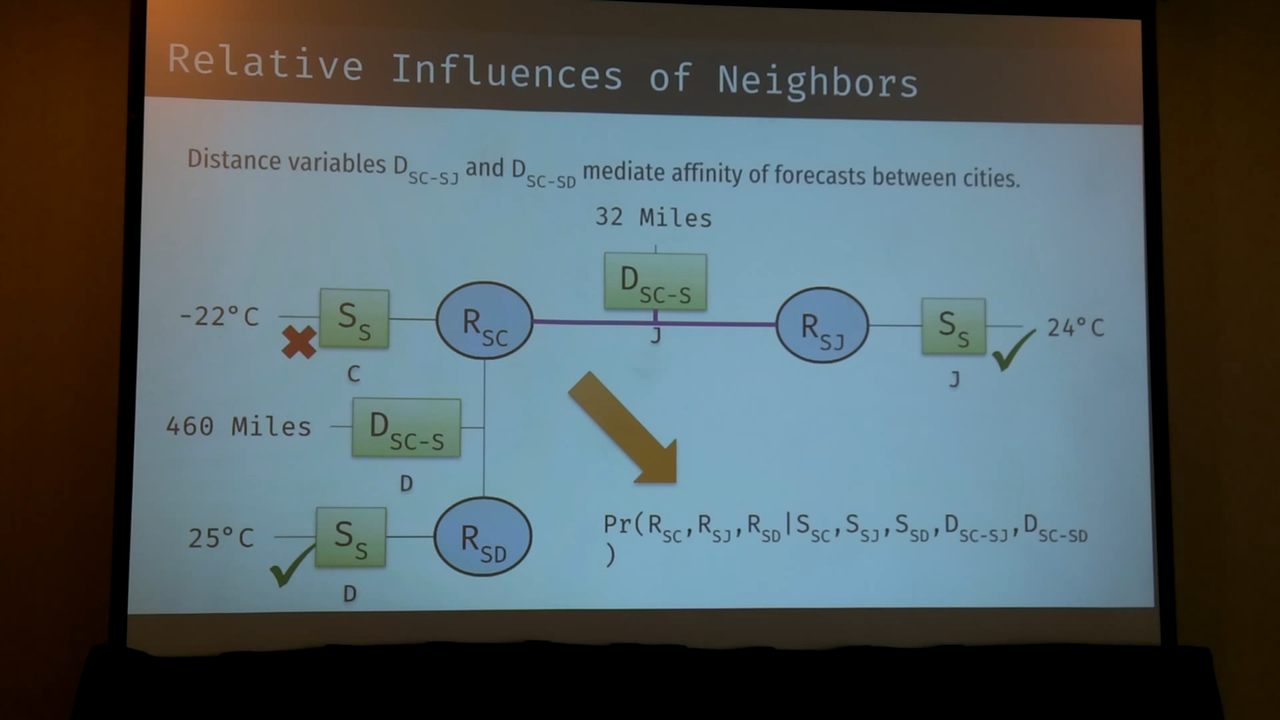 Relative Influences of Neighbors
Distance variables D_SC-SJ and D_SC-SD mediate affinity of forecasts between cities.
32 Miles
D_SC-S
J
-22°C
S_S
C
R_SC
R_SJ
S_S
J
24°C
460 Miles
D_SC-S
D
25°C
S_S
D
R_SD
Pr(R_SC,R_SJ,R_SD|S_SC,S_SJ,S_SD,D_SC-SJ,D_SC-SD
)